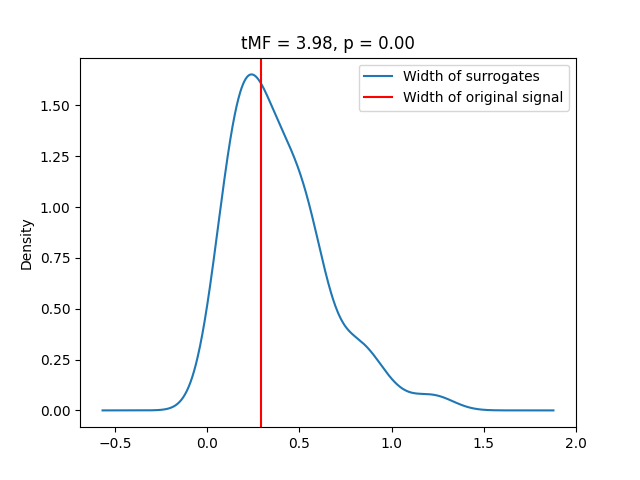 tMF = 3.98, p = 0.00
Width of surrogates
Width of original signal
Density
1.50
1.25
1.00
0.75
0.50
0.25
0.00
−0.5 0.0 0.5 1.0 1.5 2.0